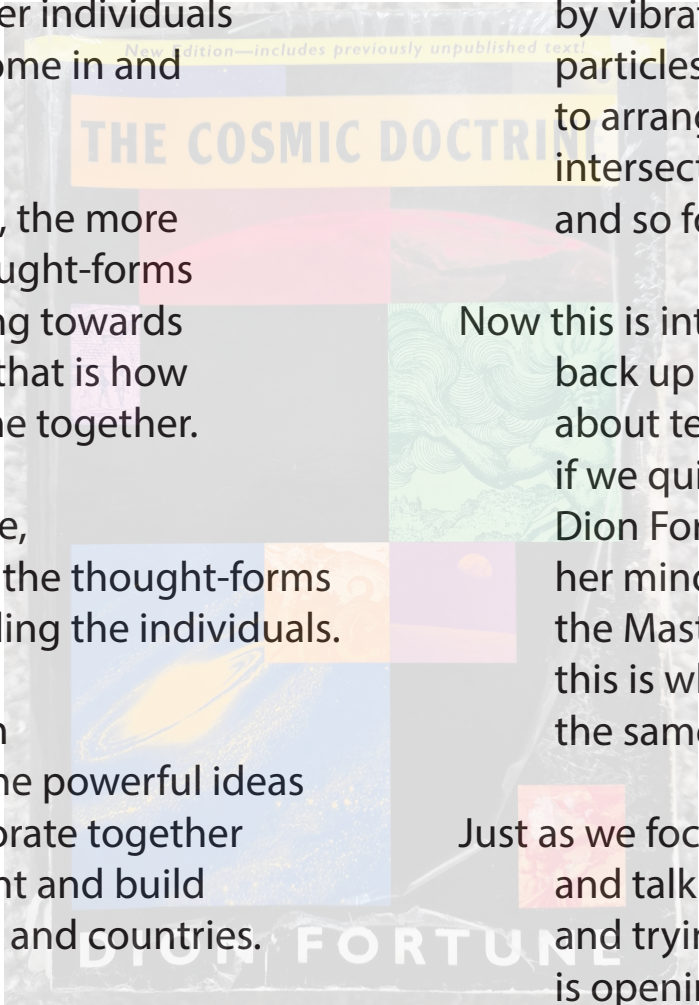 er individuals
ome in and
, the more
ught-forms
ng towards
that is how
ne together.
e,
the thought-forms
ling the individuals.
n
he powerful ideas
orate together
nt and build
and countries.
by vibra
particles
to arrang
intersect
and so fo
Now this is int
back up
about te
if we qui
Dion For
her mind
the Mast
this is wh
the same
Just as we foc
and talk
and tryin
is openin
New Edition—includes previously unpublished text!
THE COSMIC DOCTRINE
DION FORTUNE